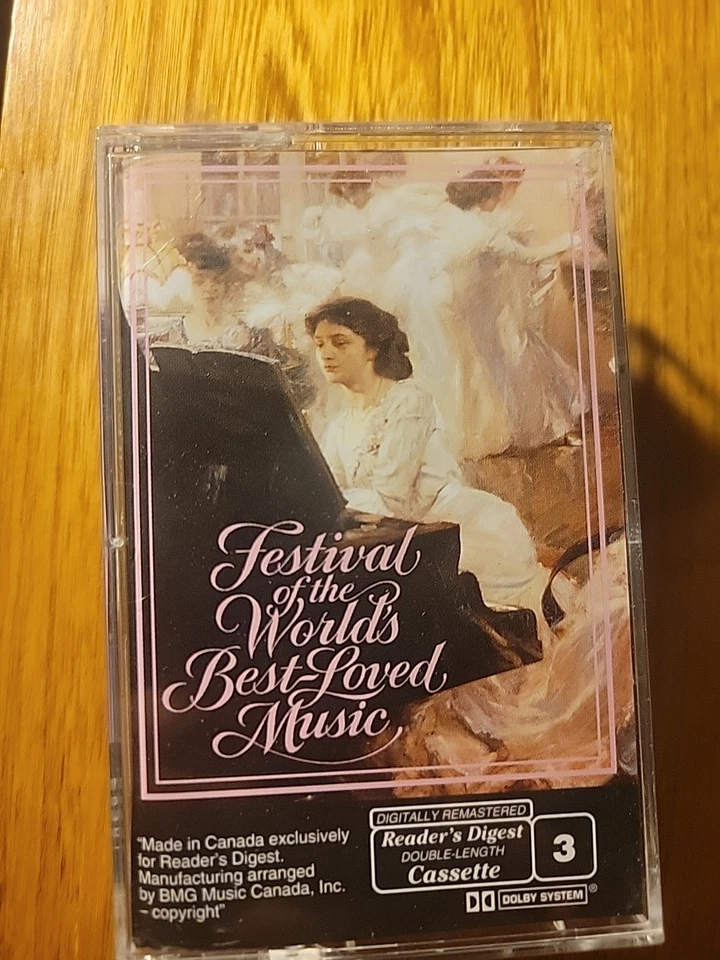 Festival
of the
World's
Best-Loved
Music
"Made in Canada exclusively
for Reader's Digest.
Manufacturing arranged
by BMG Music Canada, Inc.
– copyright"
DIGITALLY REMASTERED
Reader's Digest
DOUBLE-LENGTH
Cassette
3
DOLBY SYSTEM®